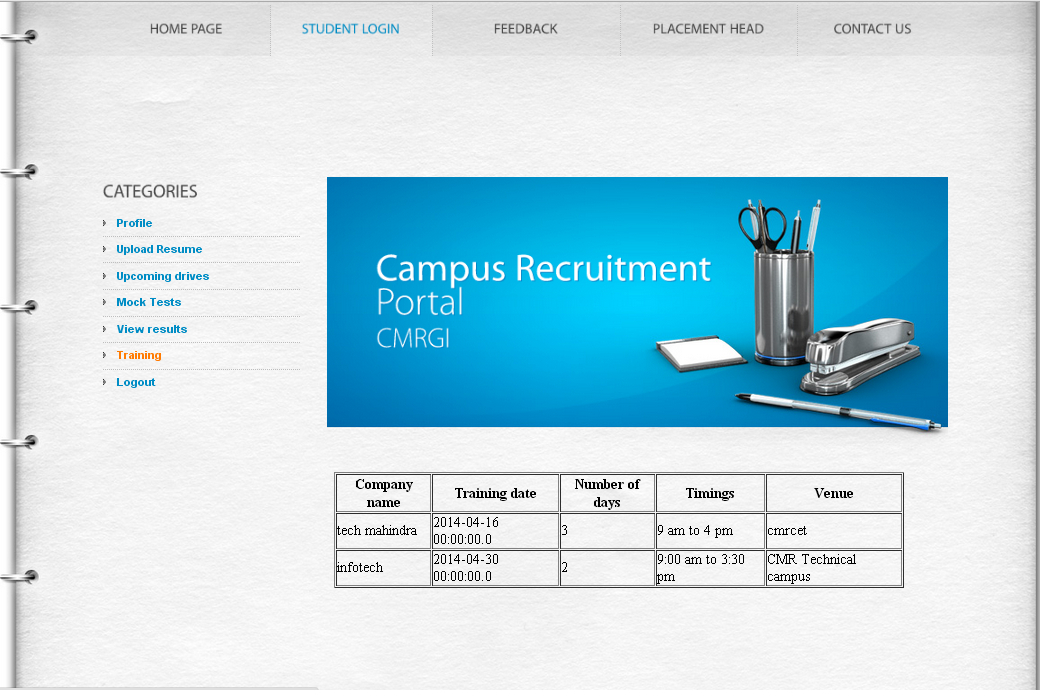 HOME PAGE STUDENT LOGIN FEEDBACK PLACEMENT HEAD CONTACT US
CATEGORIES
Profile
Upload Resume
Upcoming drives
Mock Tests
View results
Training
Logout
Campus Recruitment
Portal
CMRGI
Company name Training date Number of days Timings Venue
tech mahindra 2014-04-16 00:00:00.0 3 9 am to 4 pm cmrcet
infotech 2014-04-30 00:00:00.0 2 9:00 am to 3:30 pm CMR Technical campus